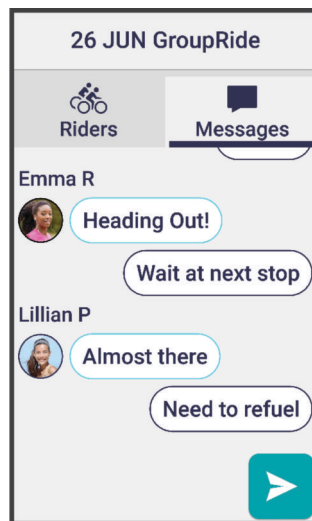 26 JUN GroupRide
Riders
Messages
Emma R
Heading Out!
Wait at next stop
Lillian P
Almost there
Need to refuel